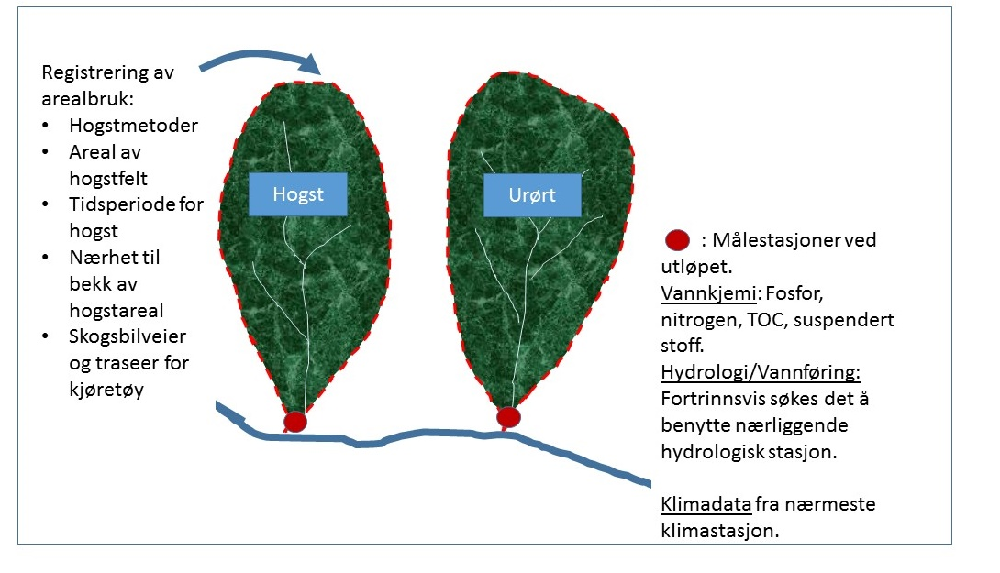 Registrering av
arealbruk:
• Hogstmetoder
• Areal av
hogstfelt
• Tidsperiode for
hogst
• Nærhet til
bekk av
hogstareal
• Skogsbilveier
og traseer for
kjøretøy
Hogst
Urørt
: Målestasjoner ved
utløpet.
Vannkjemi: Fosfor,
nitrogen, TOC, suspendert
stoff.
Hydrologi/Vannføring:
Fortrinnsvis søkes det å
benytte nærliggende
hydrologisk stasjon.
Klimadata fra nærmeste
klimastasjon.